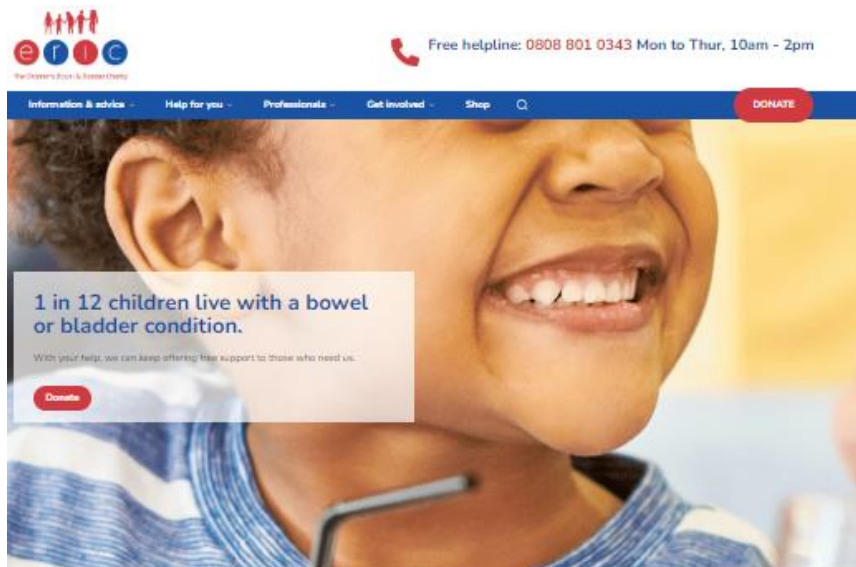 eric
The Children's Bowel & Bladder Charity
Free helpline: 0808 801 0343 Mon to Thur, 10am - 2pm
Information & advice
Help for you
Professionals
Get involved
Shop
DONATE
1 in 12 children live with a bowel
or bladder condition.
With your help, we can keep offering free support to those who need us.
Donate